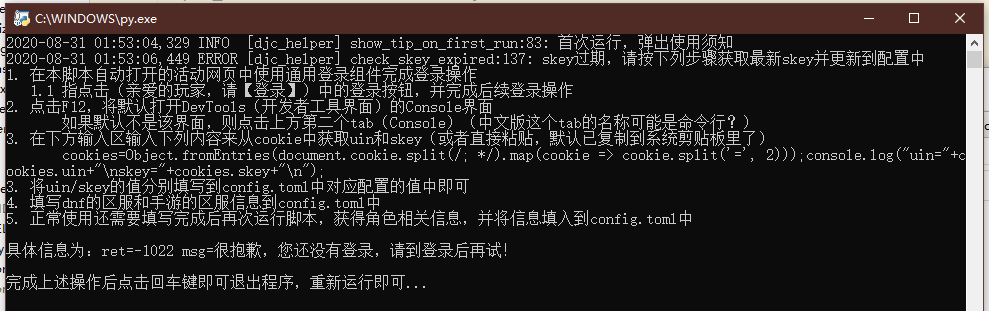 C:\WINDOWS\py.exe
2020-08-31 01:53:04,329 INFO  [djc_helper] show_tip_on_first_run:83: 首次运行，弹出使用须知
2020-08-31 01:53:06,449 ERROR [djc_helper] check_skey_expired:137: skey过期，请按下列步骤获取最新skey并更新到配置中
1. 在本脚本自动打开的活动网页中使用通用登录组件完成登录操作
   1.1 指点击（亲爱的玩家，请【登录】）中的登录按钮，并完成后续登录操作
2. 点击F12，将默认打开DevTools（开发者工具界面）的Console界面
       如果默认不是该界面，则点击上方第二个tab（Console）（中文版这个tab的名称可能是命令行？）
3. 在下方输入区输入下列内容来从cookie中获取uin和skey（或者直接粘贴，默认已复制到系统剪贴板里了）
       cookies=Object.fromEntries(document.cookie.split(/; */).map(cookie => cookie.split('=', 2)));console.log("uin="+c
ookies.uin+"\nskey="+cookies.skey+"\n");
3. 将uin/skey的值分别填写到config.toml中对应配置的值中即可
4. 填写dnf的区服和手游的区服信息到config.toml中
5. 正常使用还需要填写完成后再次运行脚本，获得角色相关信息，并将信息填入到config.toml中
具体信息为：ret=-1022 msg=很抱歉，您还没有登录，请到登录后再试!
完成上述操作后点击回车键即可退出程序，重新运行即可...